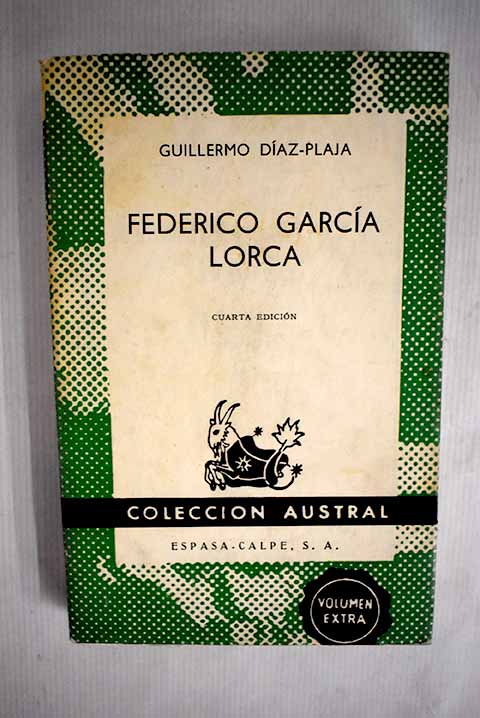 GUILLERMO DÍAZ-PLAJA
FEDERICO GARCÍA
LORCA
CUARTA EDICIÓN
COLECCION AUSTRAL
ESPASA-CALPE, S. A.
VOLUMEN
EXTRA